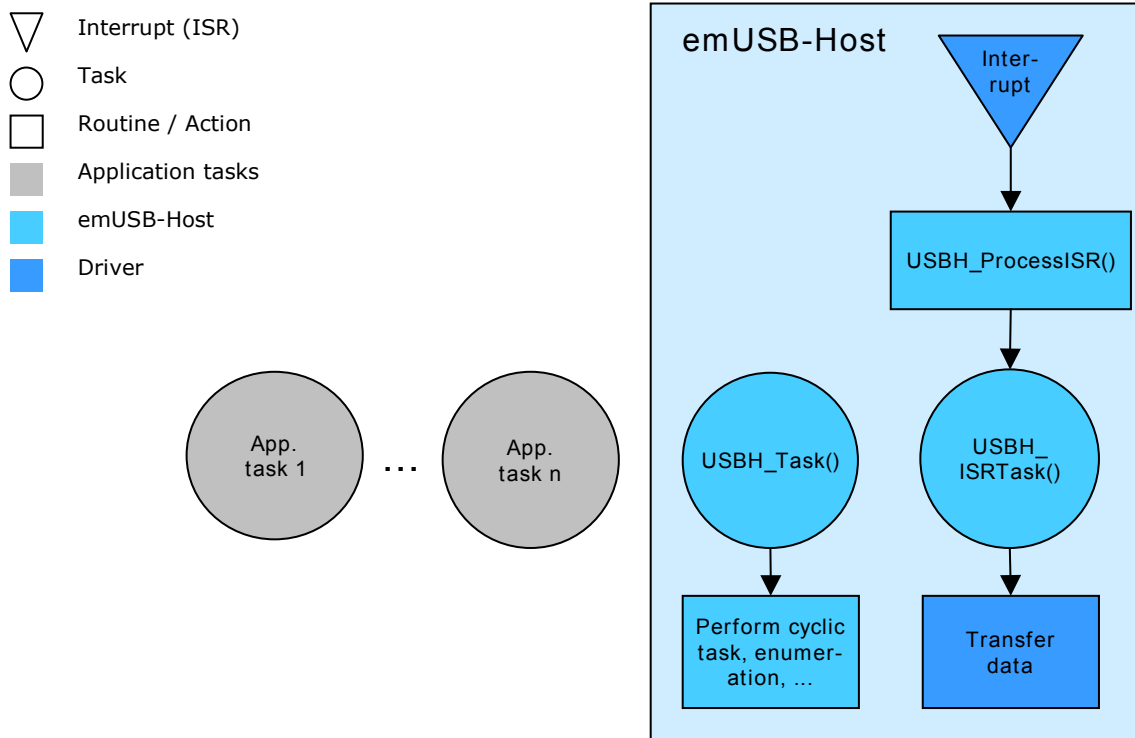 Interrupt (ISR)
Task
Routine / Action
Application tasks
emUSB-Host
Driver
emUSB-Host
Inter-
rupt
USBH_ProcessISR()
App.
task 1
...
App.
task n
USBH_Task()
USBH_
ISRTask()
Perform cyclic
task, enumer-
ation, ...
Transfer
data